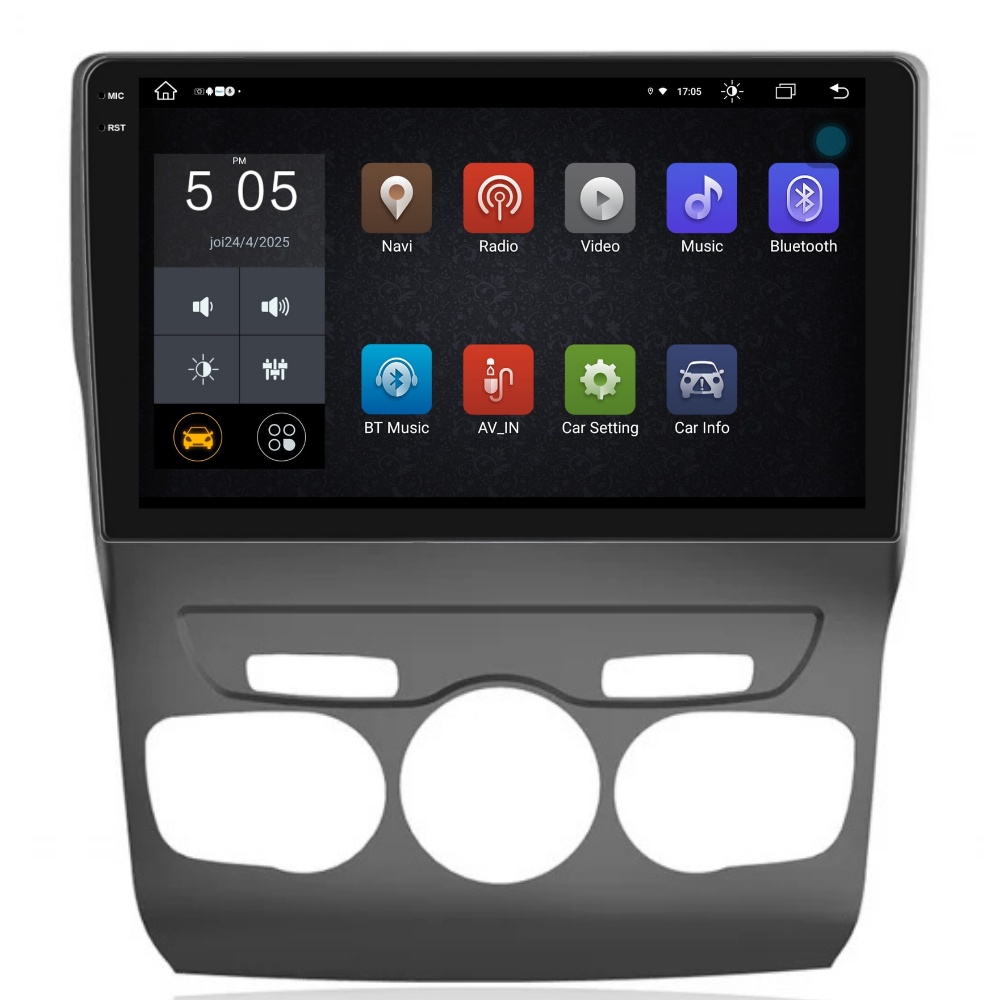 MIC
RST
17:05
PM
5 05
joi24/4/2025
Navi
Radio
Video
Music
Bluetooth
BT Music
AV_IN
Car Setting
Car Info